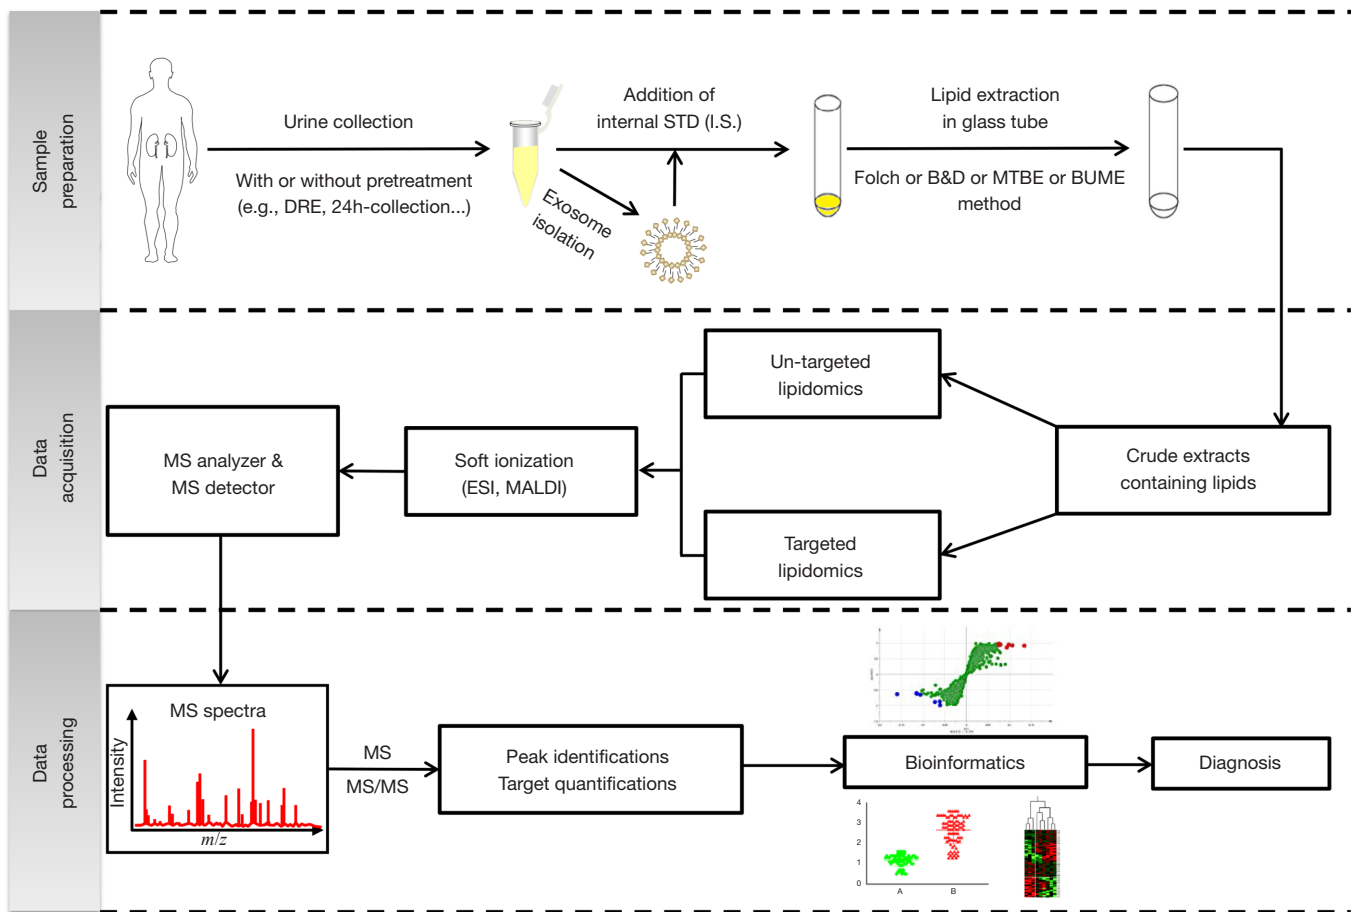 Sample
preparation
Urine collection
With or without pretreatment
(e.g., DRE, 24h-collection...)
Exosome
isolation
Addition of
internal STD (I.S.)
Lipid extraction
in glass tube
Folch or B&D or MTBE or BUME
method
Data
acquisition
Un-targeted
lipidomics
Crude extracts
containing lipids
Targeted
lipidomics
Soft ionization
(ESI, MALDI)
MS analyzer &
MS detector
Data
processing
MS spectra
Intensity
m/z
MS
MS/MS
Peak identifications
Target quantifications
Bioinformatics
Diagnosis
4
3
2
1
0
A B